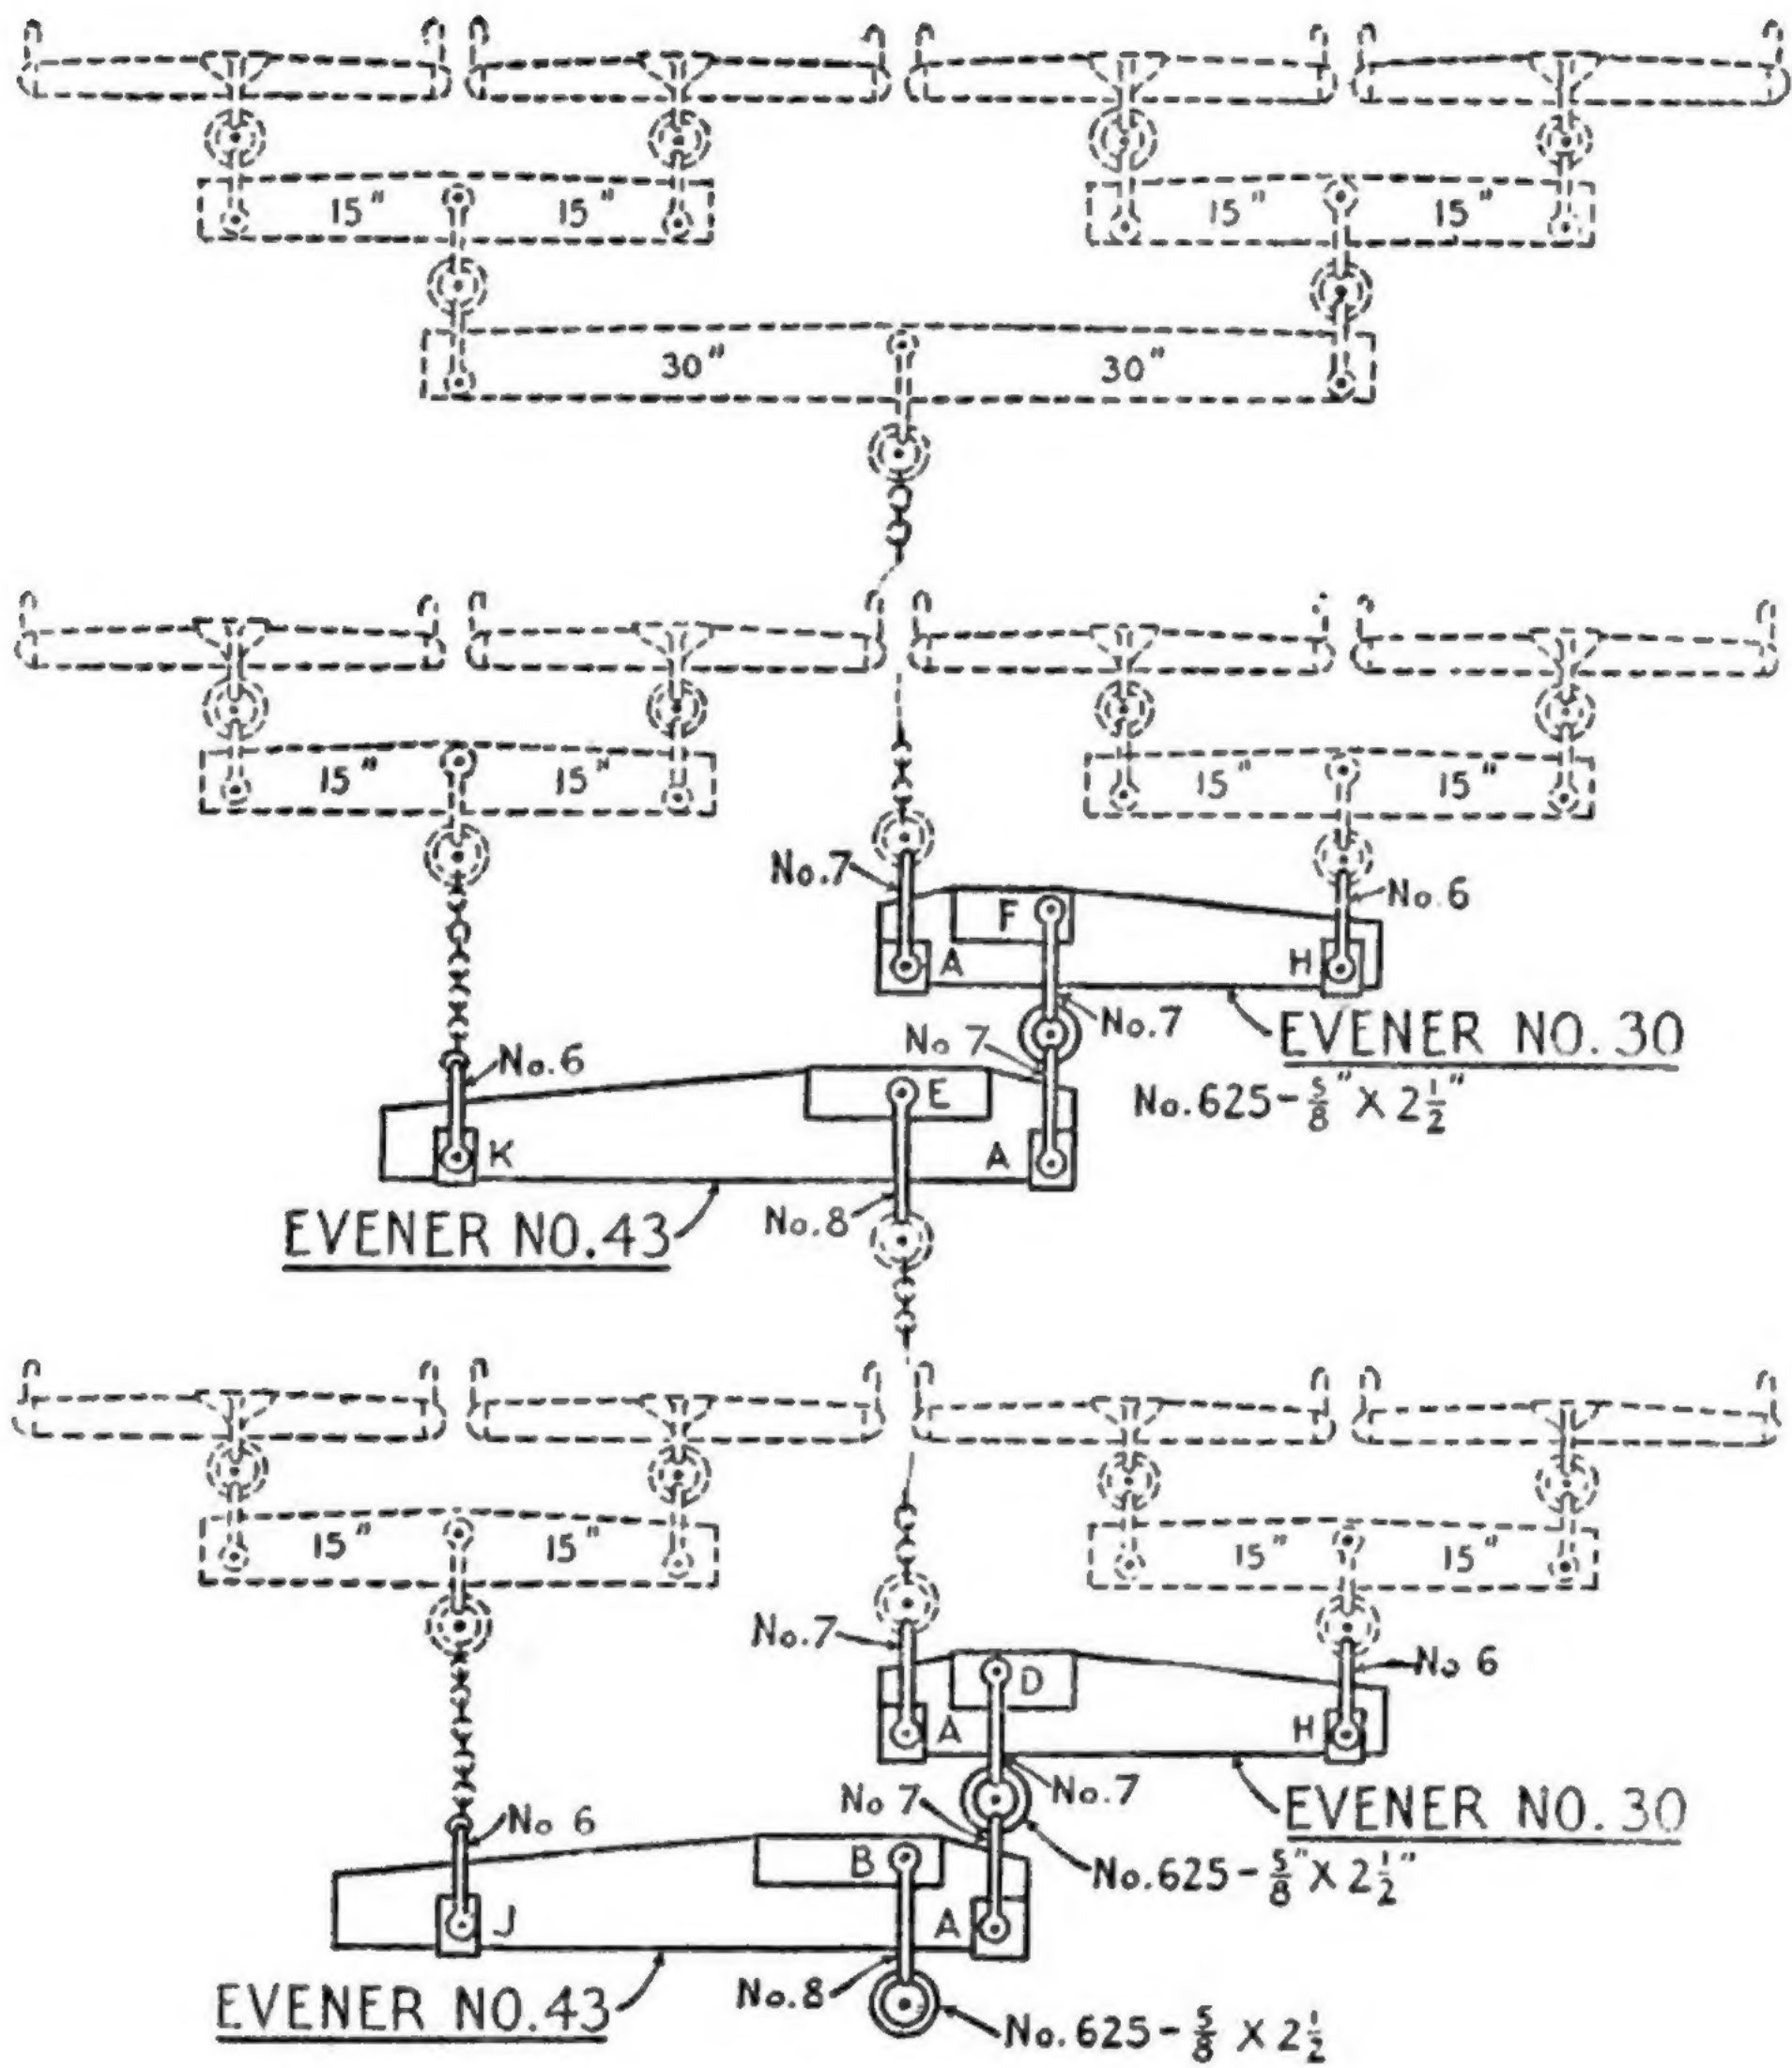 15" 15" 15" 15"
30" 30"
15" 15" 15" 15"
No.7
No.6
F
A
H
No.7
EVENER NO.30
No 7
No.6
No.625-5/8" X 2 1/2"
E
K
A
No.8
EVENER NO.43
15" 15" 15" 15"
No.7
No 6
D
A
H
No.7
No 7
EVENER NO.30
No 6
B
No.625-5/8" X 2 1/2"
J
A
No.8
EVENER NO.43
No.625-5/8 X 2 1/2